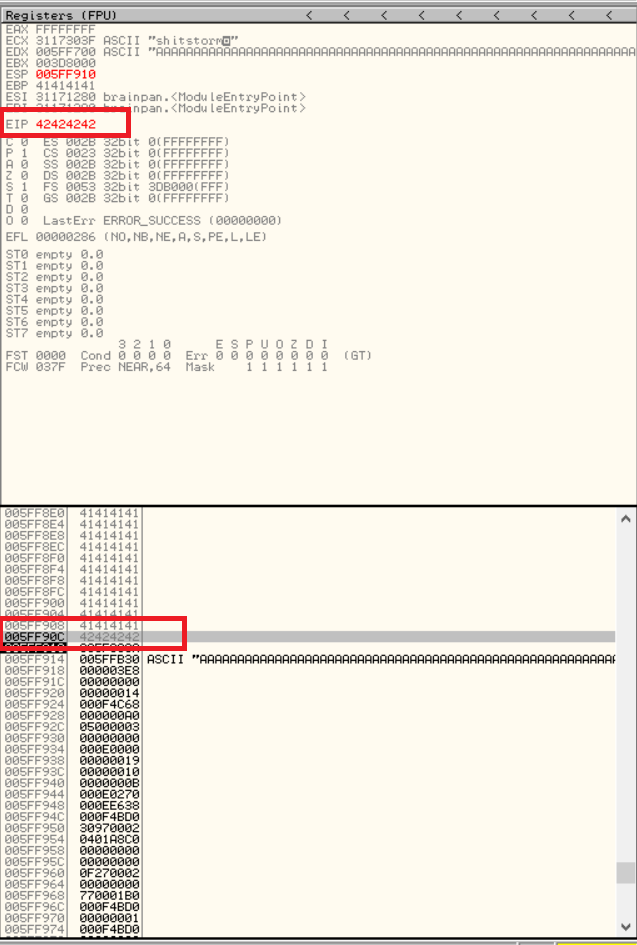 Registers (FPU) < < < < < < < < <
EAX FFFFFFFF
ECX 3117303F ASCII "shitstorm"
EDX 005FF700 ASCII "AAAAAAAAAAAAAAAAAAAAAAAAAAAAAAAAAAAAAAAAAAAAAAAAAAAAAAAAAAAAA
EBX 003D8000
ESP 005FF910
EBP 41414141
ESI 31171280 brainpan.<ModuleEntryPoint>
EDI 31171280 brainpan.<ModuleEntryPoint>
EIP 42424242
C 0 ES 002B 32bit 0(FFFFFFFF)
P 1 CS 0023 32bit 0(FFFFFFFF)
A 0 SS 002B 32bit 0(FFFFFFFF)
Z 0 DS 002B 32bit 0(FFFFFFFF)
S 1 FS 0053 32bit 3DB000(FFF)
T 0 GS 002B 32bit 0(FFFFFFFF)
D 0
O 0 LastErr ERROR_SUCCESS (00000000)
EFL 00000286 (NO,NB,NE,A,S,PE,L,LE)
ST0 empty 0.0
ST1 empty 0.0
ST2 empty 0.0
ST3 empty 0.0
ST4 empty 0.0
ST5 empty 0.0
ST6 empty 0.0
ST7 empty 0.0
3 2 1 0 E S P U O Z D I
FST 0000 Cond 0 0 0 0 Err 0 0 0 0 0 0 0 0 (GT)
FCW 037F Prec NEAR,64 Mask 1 1 1 1 1 1
005FF8E0 41414141
005FF8E4 41414141
005FF8E8 41414141
005FF8EC 41414141
005FF8F0 41414141
005FF8F4 41414141
005FF8F8 41414141
005FF8FC 41414141
005FF900 41414141
005FF904 41414141
005FF908 41414141
005FF90C 42424242
005FF914 005FFB30 ASCII "AAAAAAAAAAAAAAAAAAAAAAAAAAAAAAAAAAAAAAAAAAAAAAAAAAAAA
005FF918 000003E8
005FF91C 00000000
005FF920 00000014
005FF924 000F4C68
005FF928 000000A0
005FF92C 05000003
005FF930 00000000
005FF934 000E0000
005FF938 00000019
005FF93C 00000010
005FF940 0000000B
005FF944 000E0270
005FF948 000EE638
005FF94C 000F4BD0
005FF950 30970002
005FF954 0401A8C0
005FF958 00000000
005FF95C 00000000
005FF960 0F270002
005FF964 00000000
005FF968 770001B0
005FF96C 000F4BD0
005FF970 00000001
005FF974 000F4BD0